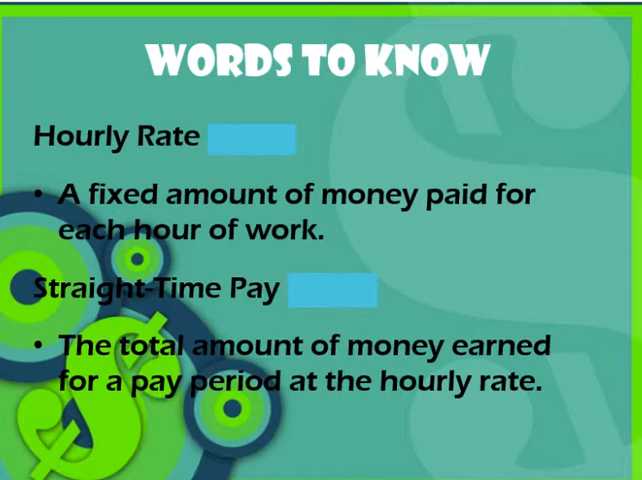 WORDS TO KNOW
Hourly Rate
• A fixed amount of money paid for
each hour of work.
Straight-Time Pay
• The total amount of money earned
for a pay period at the hourly rate.